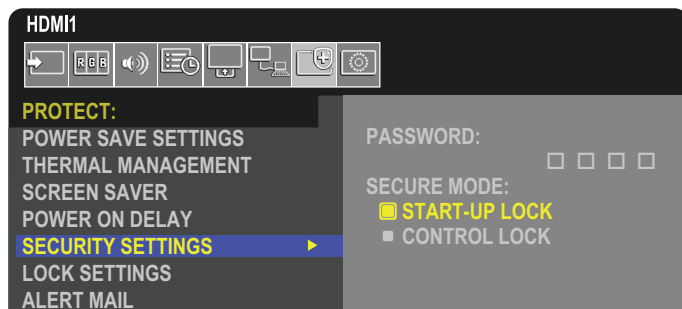 HDMI1
RGB
PROTECT:
POWER SAVE SETTINGS
THERMAL MANAGEMENT
SCREEN SAVER
POWER ON DELAY
SECURITY SETTINGS
LOCK SETTINGS
ALERT MAIL
PASSWORD:
SECURE MODE:
START-UP LOCK
CONTROL LOCK